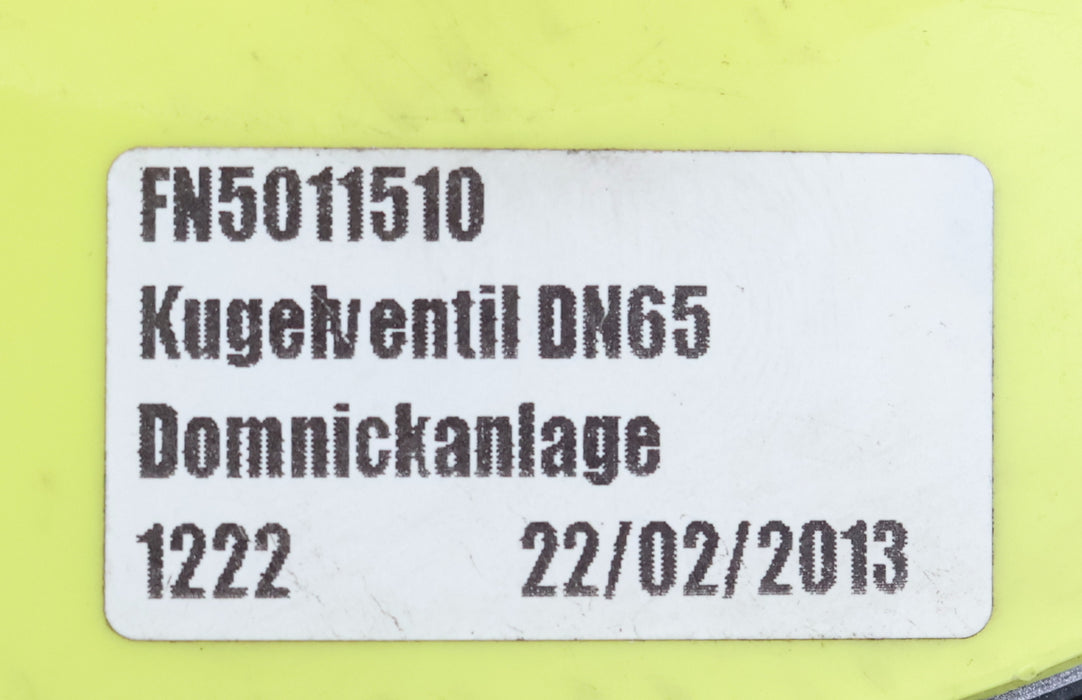 FN5011510
Kugelventil DN65
Domnickanlage
1222 22/02/2013